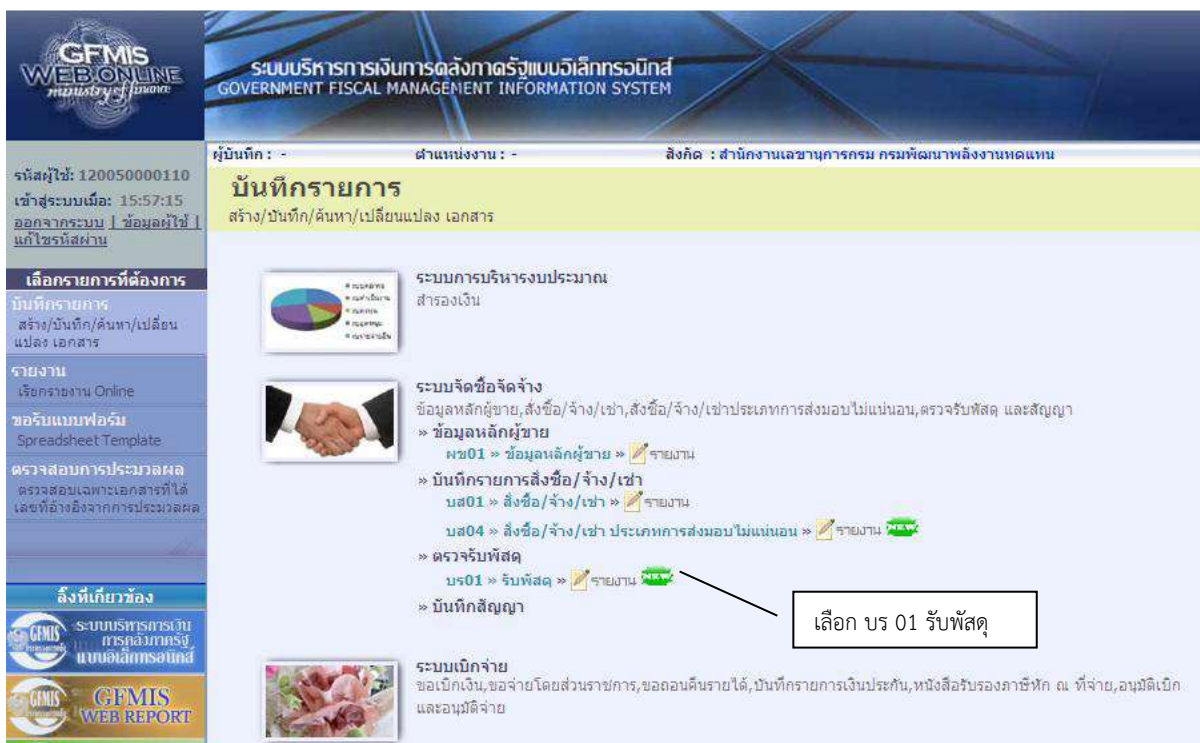 GFMIS
WEB ONLINE
ministry of finance
ระบบบริหารการเงินการคลังภาครัฐแบบอิเล็กทรอนิกส์
GOVERNMENT FISCAL MANAGEMENT INFORMATION SYSTEM
ผู้บันทึก : - ตำแหน่งงาน : - สังกัด : สำนักงานเลขานุการกรม กรมพัฒนาพลังงานทดแทน
รหัสผู้ใช้: 120050000110
เข้าสู่ระบบเมื่อ: 15:57:15
ออกจากระบบ | ข้อมูลผู้ใช้ |
แก้ไขรหัสผ่าน
บันทึกรายการ
สร้าง/บันทึก/ค้นหา/เปลี่ยนแปลง เอกสาร
เลือกรายการที่ต้องการ
บันทึกรายการ
สร้าง/บันทึก/ค้นหา/เปลี่ยน
แปลง เอกสาร
รายงาน
เรียกรายงาน Online
ขอรับแบบฟอร์ม
Spreadsheet Template
ตรวจสอบการประมวลผล
ตรวจสอบเฉพาะเอกสารที่ได้
เลขที่อ้างอิงจากการประมวลผล
ลิ้งที่เกี่ยวข้อง
GFMIS
ระบบบริหารการเงิน
การคลังภาครัฐ
แบบอิเล็กทรอนิกส์
GFMIS
GFMIS
WEB REPORT
ระบบการบริหารงบประมาณ
สำรองเงิน
ระบบจัดซื้อจัดจ้าง
ข้อมูลหลักผู้ขาย,สั่งซื้อ/จ้าง/เช่า,สั่งซื้อ/จ้าง/เช่าประเภทการส่งมอบไม่แน่นอน,ตรวจรับพัสดุ และสัญญา
» ข้อมูลหลักผู้ขาย
ผข01 » ข้อมูลหลักผู้ขาย » รายงาน
» บันทึกรายการสั่งซื้อ/จ้าง/เช่า
บส01 » สั่งซื้อ/จ้าง/เช่า » รายงาน
บส04 » สั่งซื้อ/จ้าง/เช่า ประเภทการส่งมอบไม่แน่นอน » รายงาน NEW
» ตรวจรับพัสดุ
บร01 » รับพัสดุ » รายงาน NEW
» บันทึกสัญญา
เลือก บร 01 รับพัสดุ
ระบบเบิกจ่าย
ขอเบิกเงิน,ขอจ่ายโดยส่วนราชการ,ขอถอนคืนรายได้,บันทึกรายการเงินประกัน,หนังสือรับรองภาษีหัก ณ ที่จ่าย,อนุมัติเบิก
และอนุมัติจ่าย